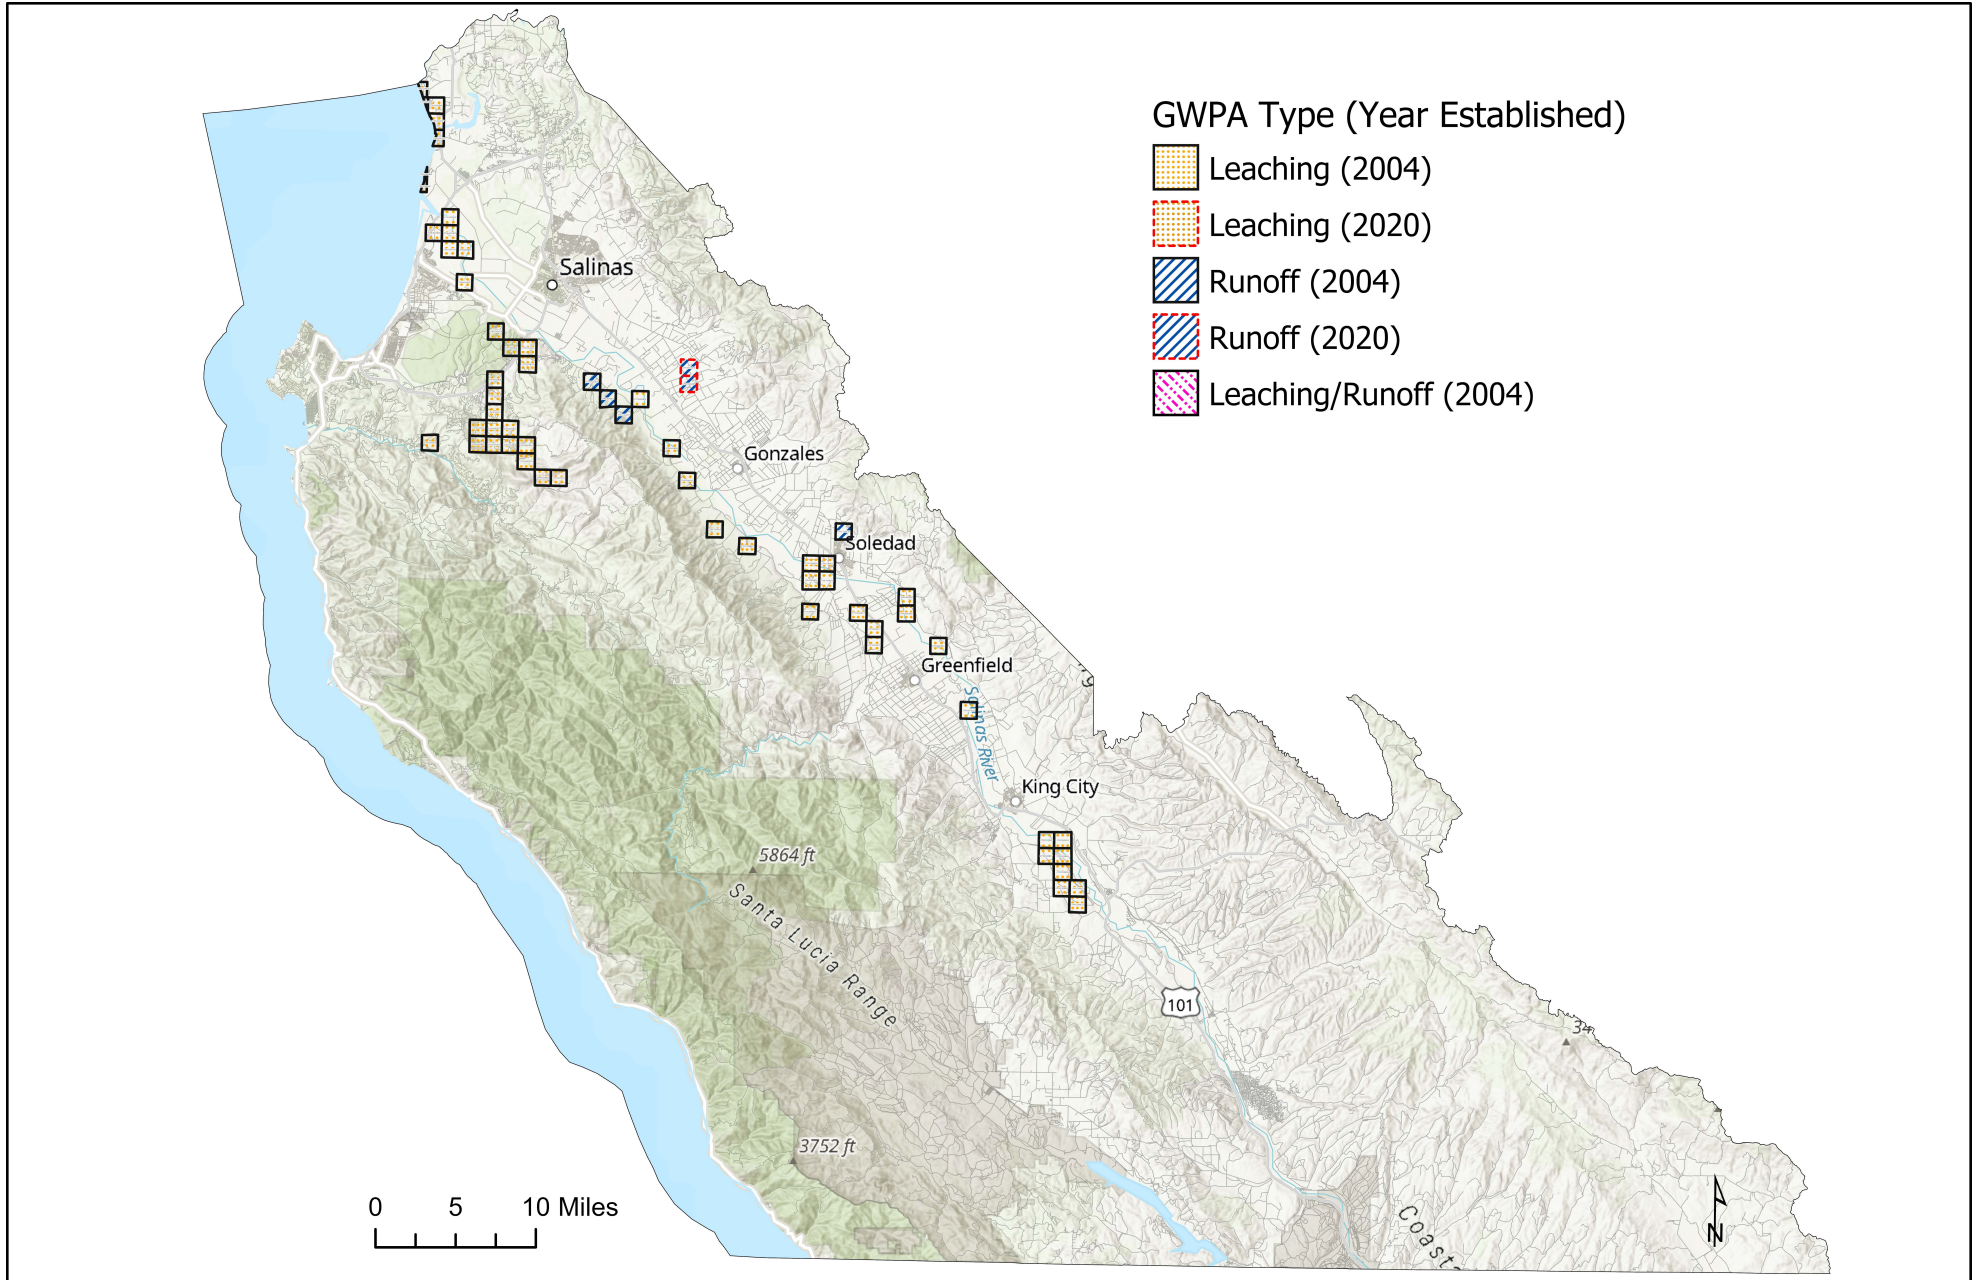 GWPA Type (Year Established)
Leaching (2004)
Leaching (2020)
Runoff (2004)
Runoff (2020)
Leaching/Runoff (2004)
Salinas
Gonzales
Soledad
Greenfield
Salinas River
King City
5864 ft
Santa Lucia Range
101
34
3752 ft
0 5 10 Miles
N